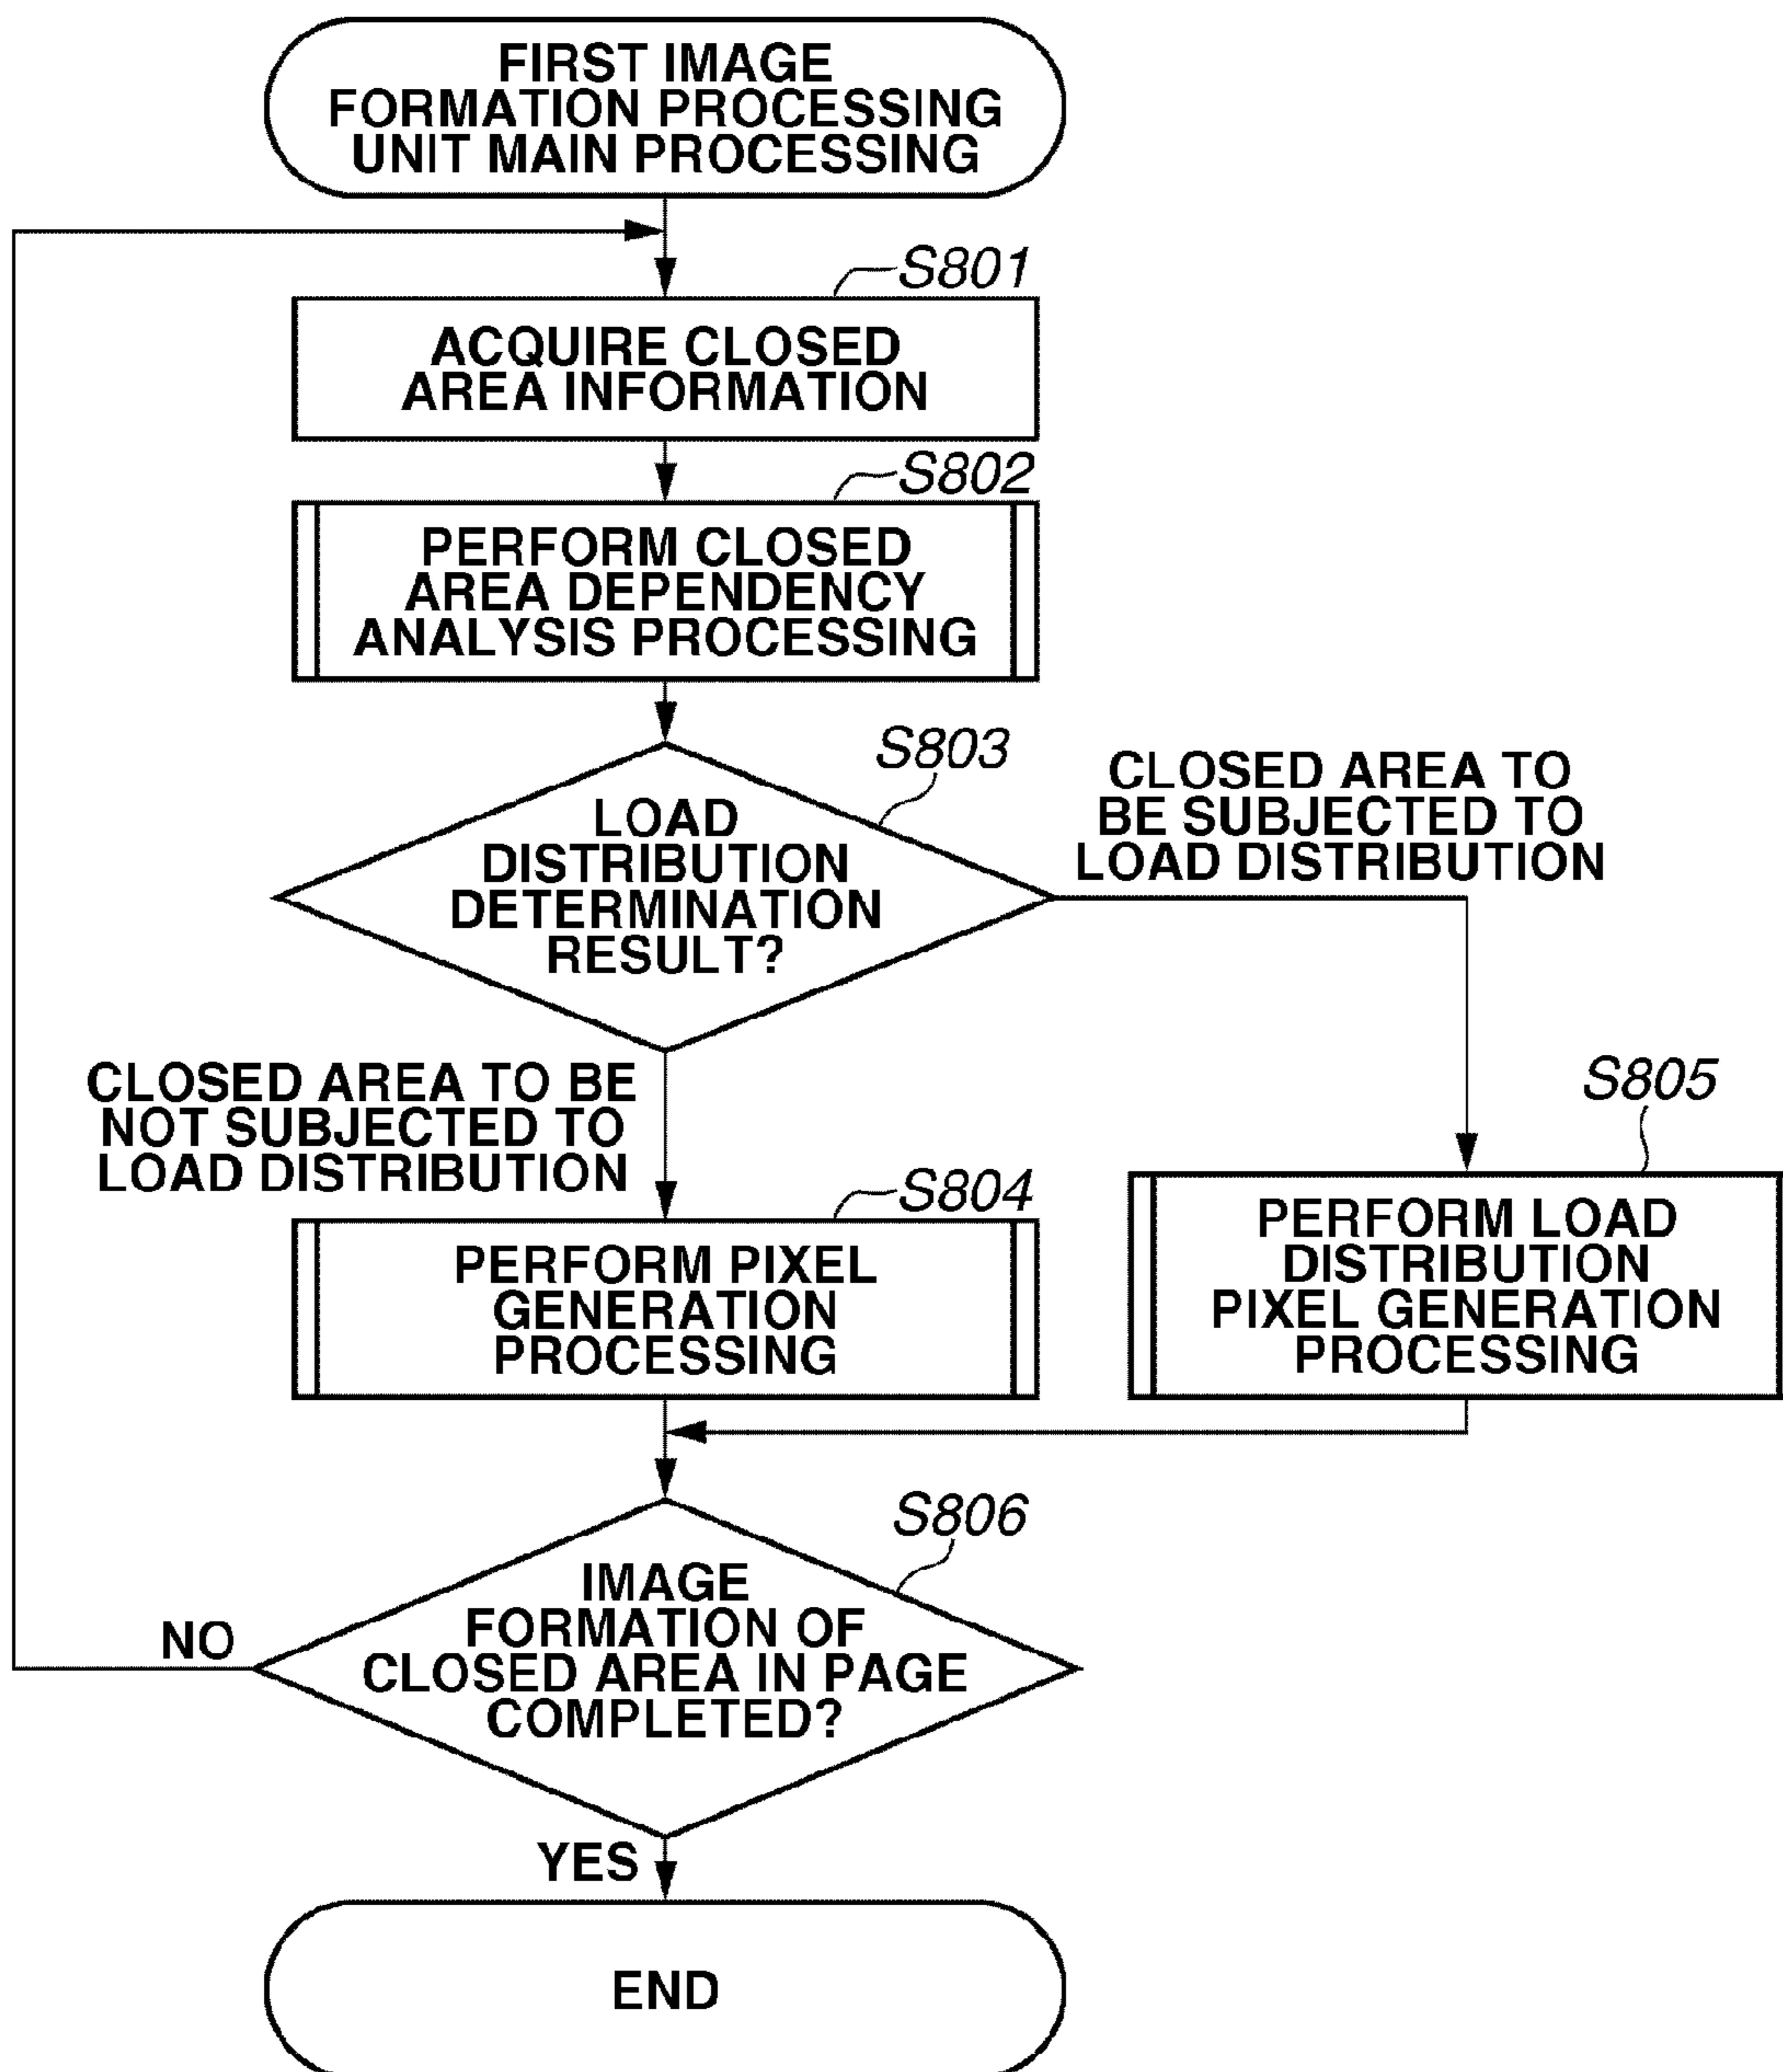 FIRST IMAGE
FORMATION PROCESSING
UNIT MAIN PROCESSING
S801
ACQUIRE CLOSED
AREA INFORMATION
S802
PERFORM CLOSED
AREA DEPENDENCY
ANALYSIS PROCESSING
S803
LOAD
DISTRIBUTION
DETERMINATION
RESULT?
CLOSED AREA TO
BE SUBJECTED TO
LOAD DISTRIBUTION
CLOSED AREA TO BE
NOT SUBJECTED TO
LOAD DISTRIBUTION
S804
PERFORM PIXEL
GENERATION
PROCESSING
S805
PERFORM LOAD
DISTRIBUTION
PIXEL GENERATION
PROCESSING
S806
IMAGE
FORMATION OF
CLOSED AREA IN PAGE
COMPLETED?
NO
YES
END